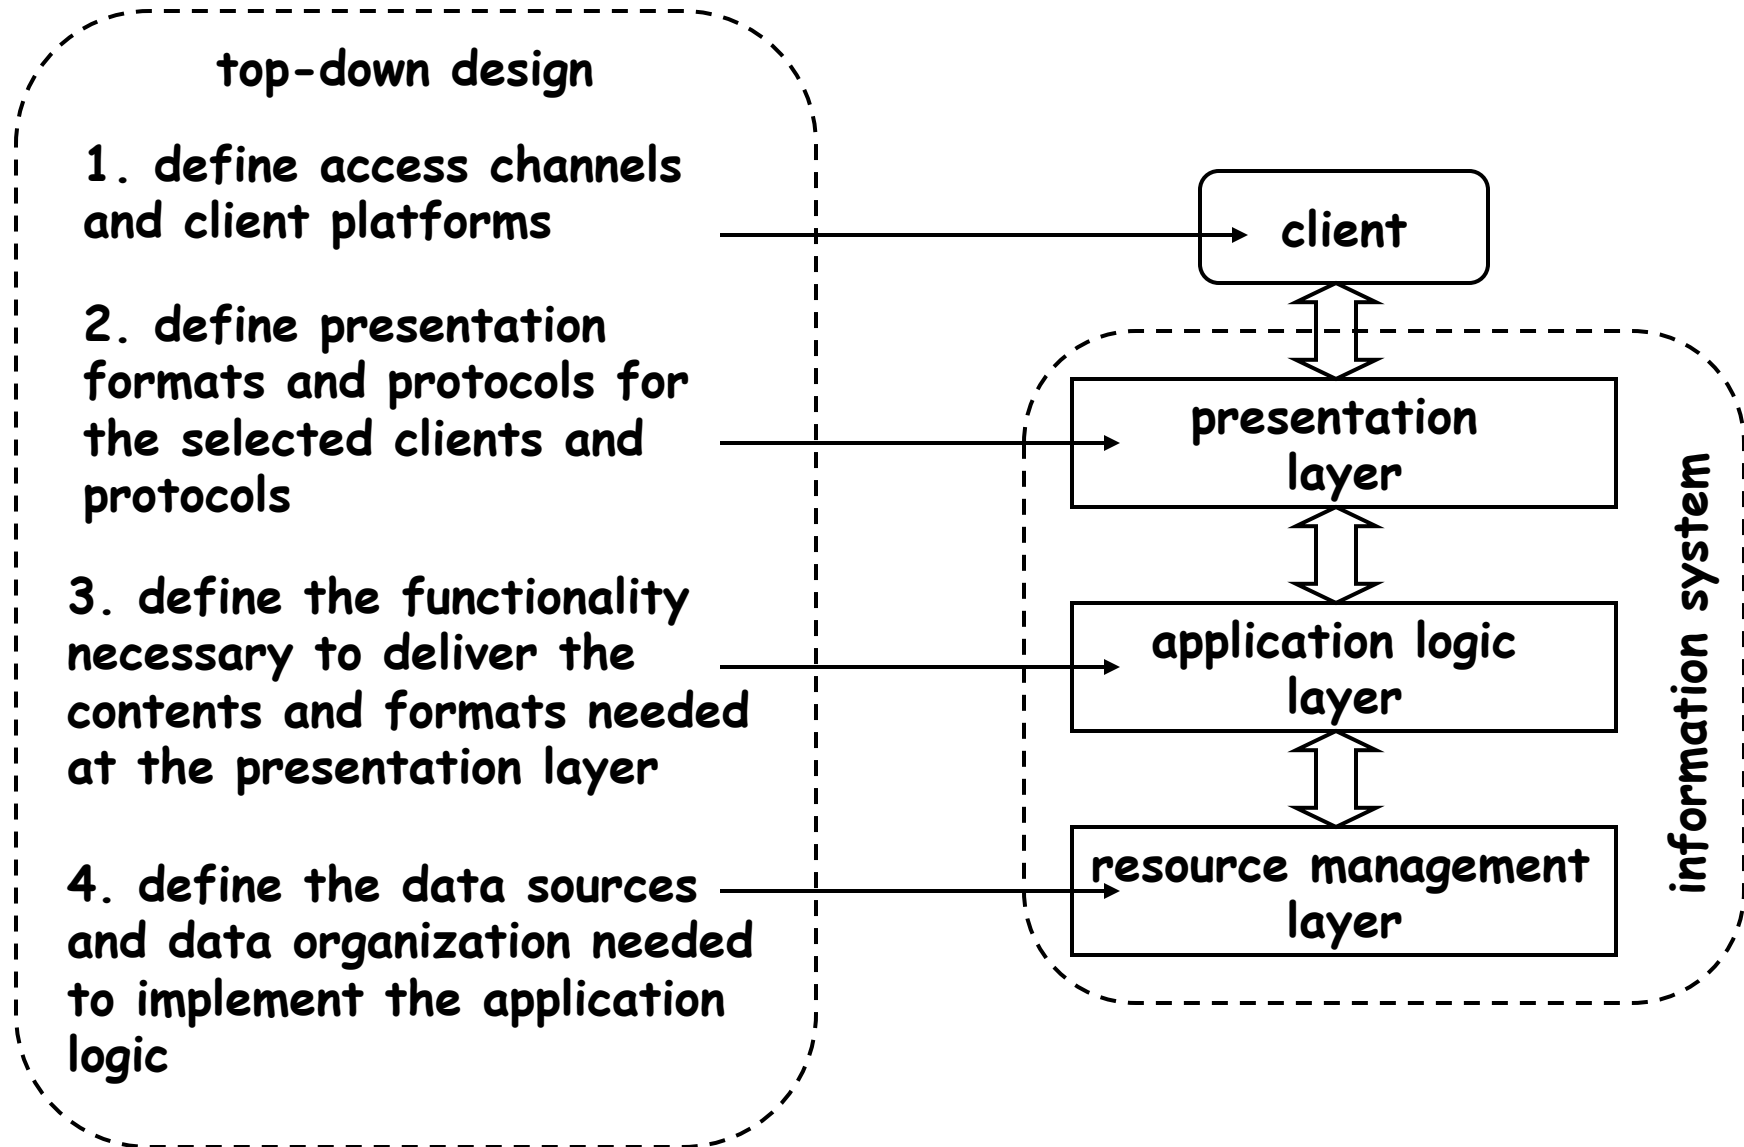 top-down design
1. define access channels
and client platforms
2. define presentation
formats and protocols for
the selected clients and
protocols
3. define the functionality
necessary to deliver the
contents and formats needed
at the presentation layer
4. define the data sources
and data organization needed
to implement the application
logic
client
presentation
layer
application logic
layer
resource management
layer
information system